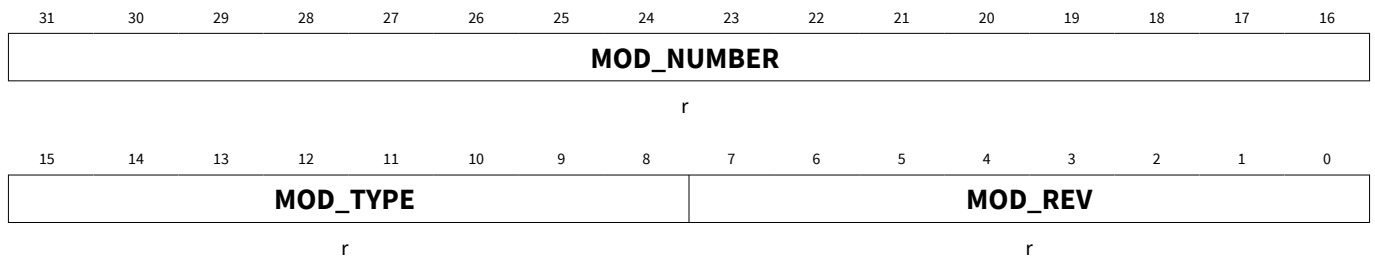 31 30 29 28 27 26 25 24 23 22 21 20 19 18 17 16
MOD_NUMBER
r
15 14 13 12 11 10 9 8 7 6 5 4 3 2 1 0
MOD_TYPE MOD_REV
r r